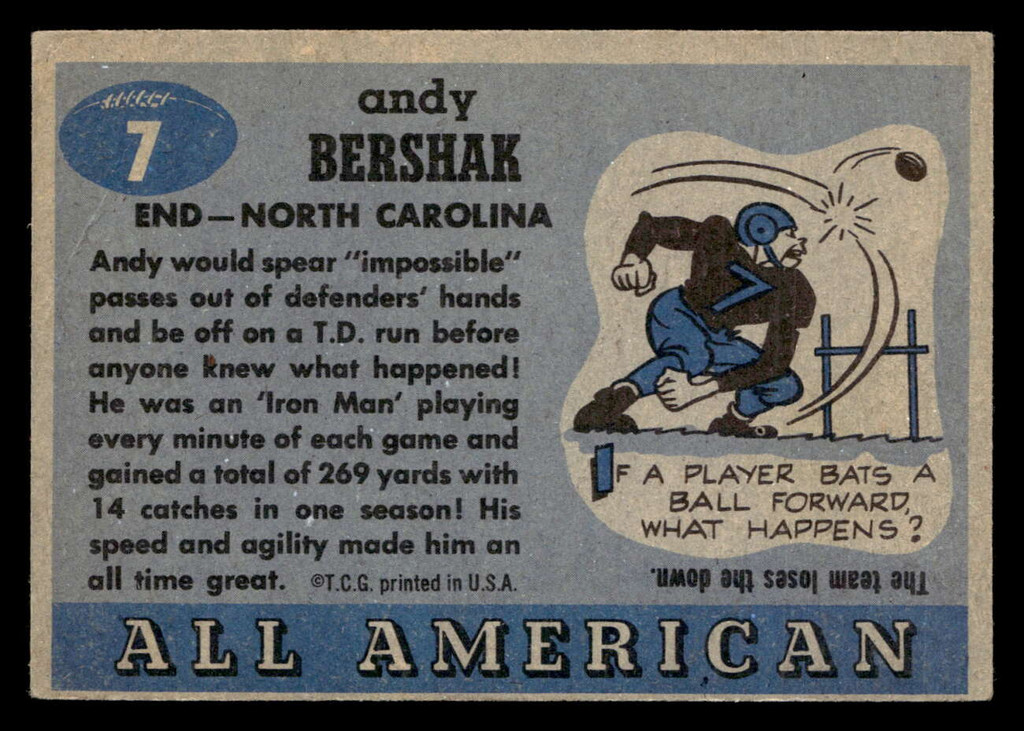 7
andy
BERSHAK
END—NORTH CAROLINA
Andy would spear "impossible"
passes out of defenders' hands
and be off on a T.D. run before
anyone knew what happened!
He was an 'Iron Man' playing
every minute of each game and
gained a total of 269 yards with
14 catches in one season! His
speed and agility made him an
all time great. ©T.C.G. printed in U.S.A.
7
IF A PLAYER BATS A
BALL FORWARD,
WHAT HAPPENS?
The team loses the down.
ALL AMERICAN